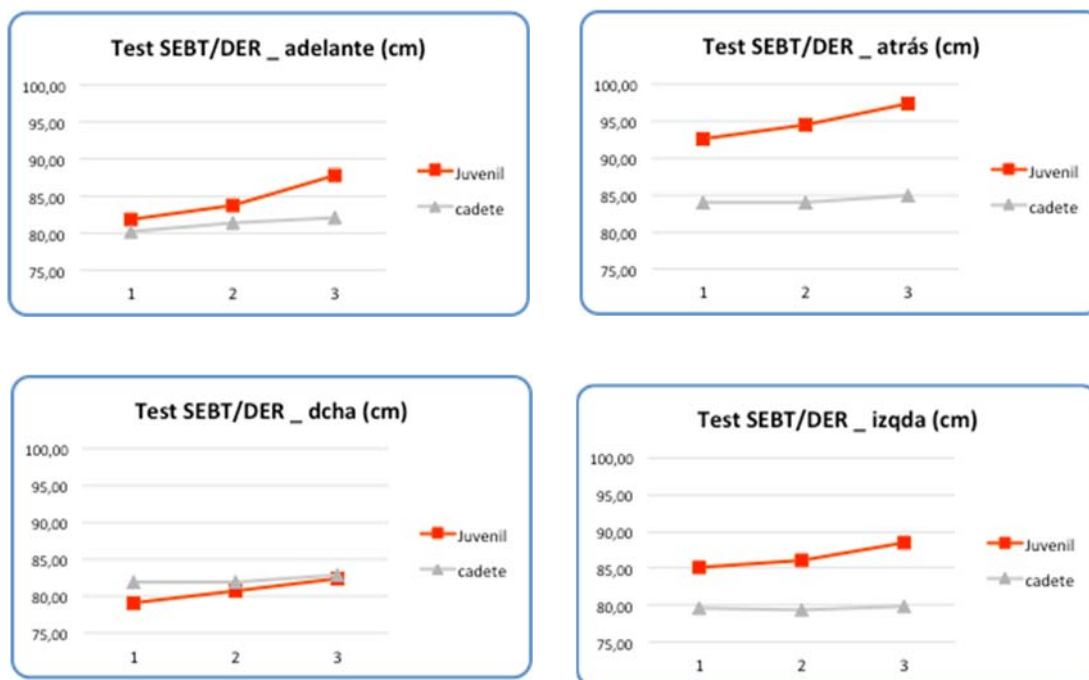 Test SEBT/DER _ adelante (cm)
100,00
95,00
90,00
85,00
80,00
75,00
1 2 3
Juvenil
cadete
Test SEBT/DER _ atrás (cm)
100,00
95,00
90,00
85,00
80,00
75,00
1 2 3
Juvenil
cadete
Test SEBT/DER _ dcha (cm)
100,00
95,00
90,00
85,00
80,00
75,00
1 2 3
Juvenil
cadete
Test SEBT/DER _ izqda (cm)
100,00
95,00
90,00
85,00
80,00
75,00
1 2 3
Juvenil
cadete